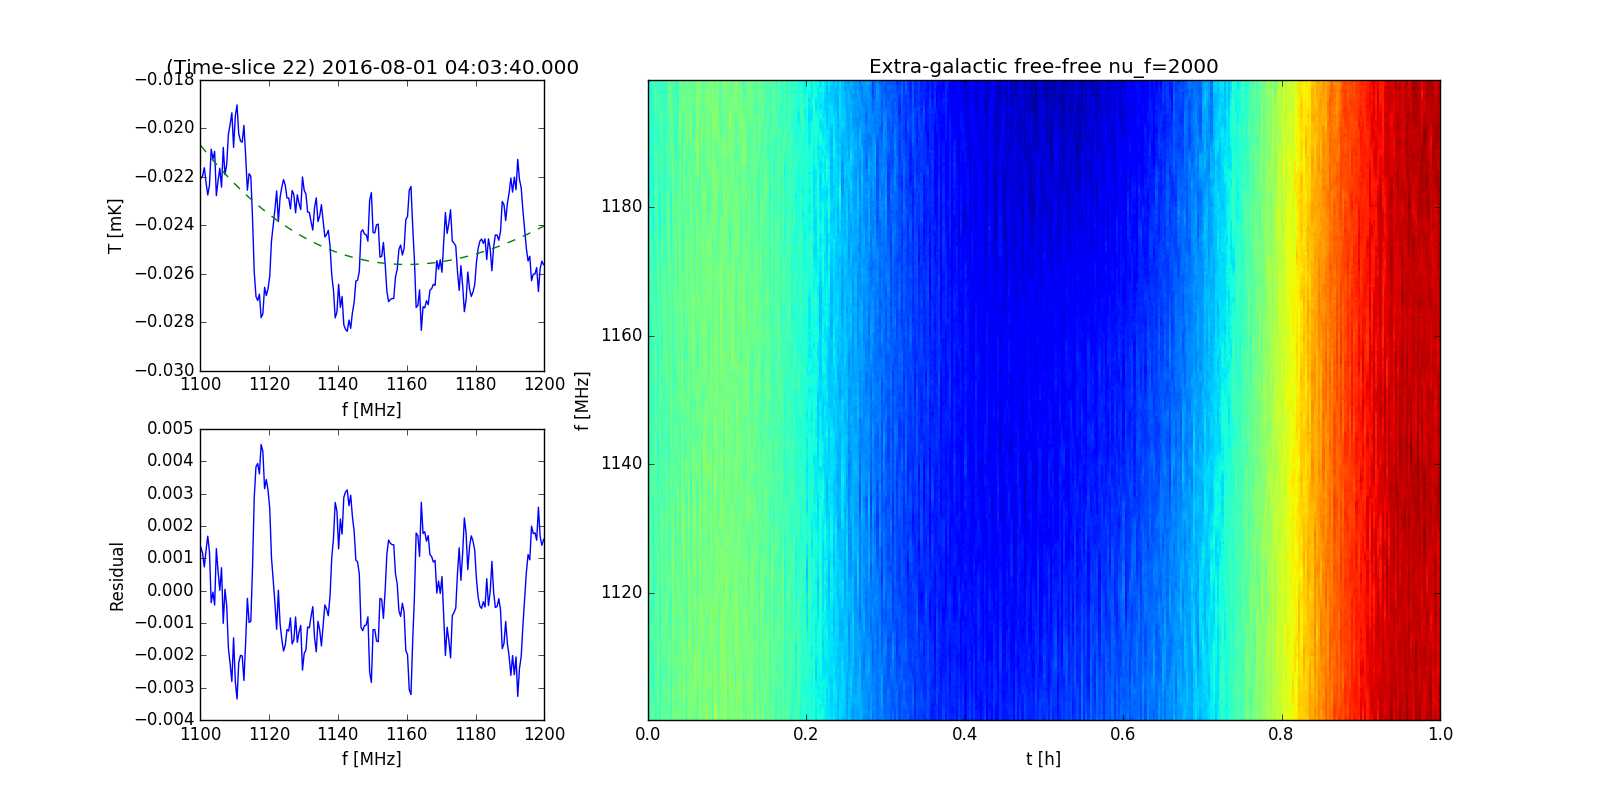 (Time-slice 22) 2016-08-01 04:03:40.000
−0.018
−0.020
−0.022
−0.024
−0.026
−0.028
−0.030
T [mK]
1100 1120 1140 1160 1180 1200
f [MHz]
0.005
0.004
0.003
0.002
0.001
0.000
−0.001
−0.002
−0.003
−0.004
Residual
1100 1120 1140 1160 1180 1200
f [MHz]
Extra-galactic free-free nu_f=2000
1180
1160
1140
1120
f [MHz]
0.0 0.2 0.4 0.6 0.8 1.0
t [h]